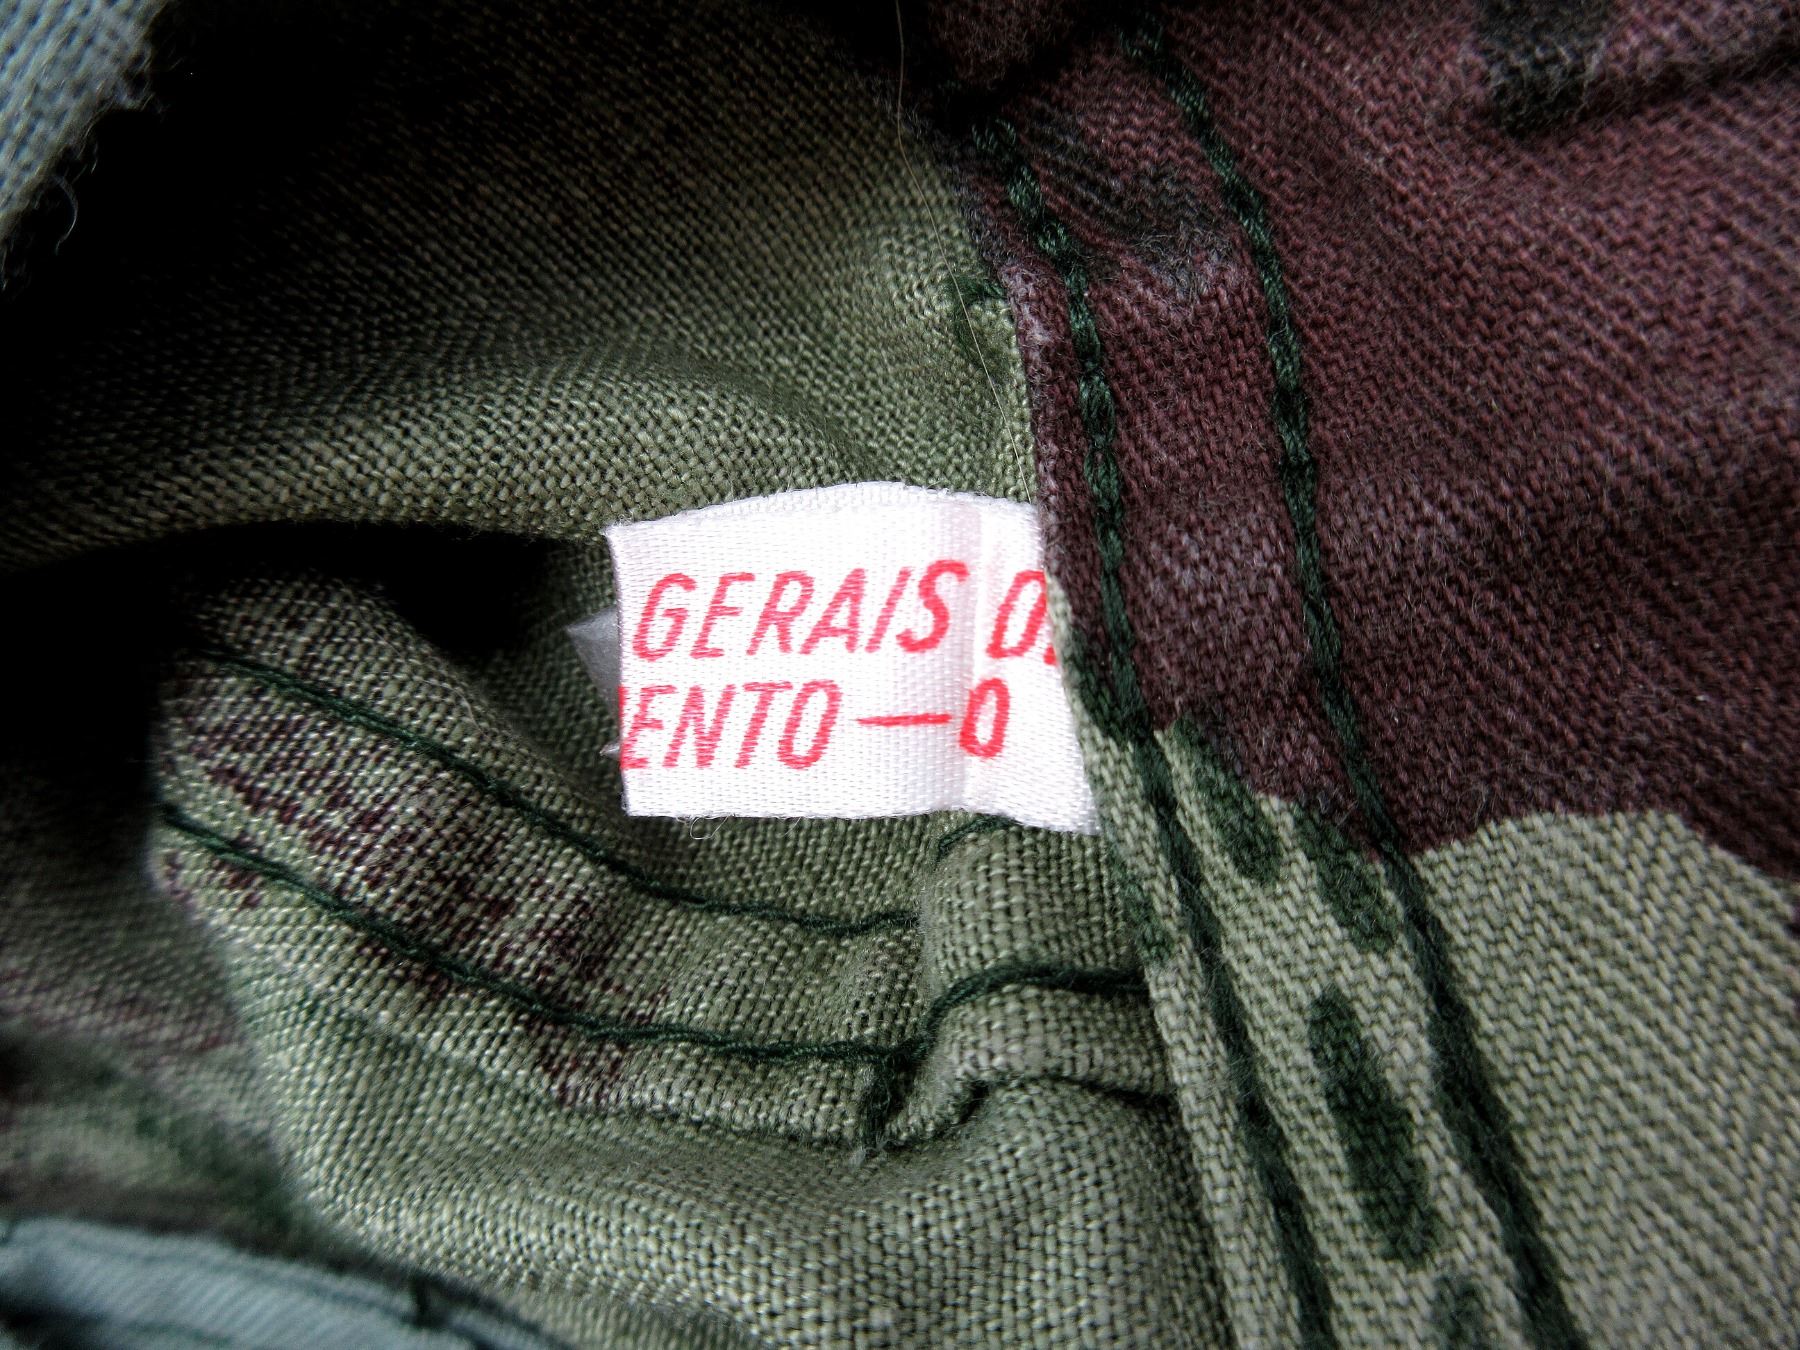 GERAIS D
ENTO — O